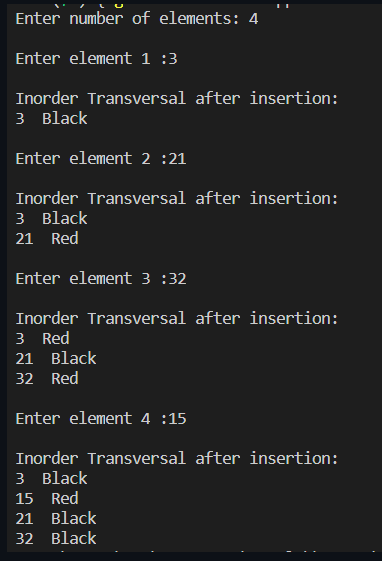 Enter number of elements: 4
Enter element 1 :3
Inorder Transversal after insertion:
3  Black
Enter element 2 :21
Inorder Transversal after insertion:
3  Black
21  Red
Enter element 3 :32
Inorder Transversal after insertion:
3  Red
21  Black
32  Red
Enter element 4 :15
Inorder Transversal after insertion:
3  Black
15  Red
21  Black
32  Black